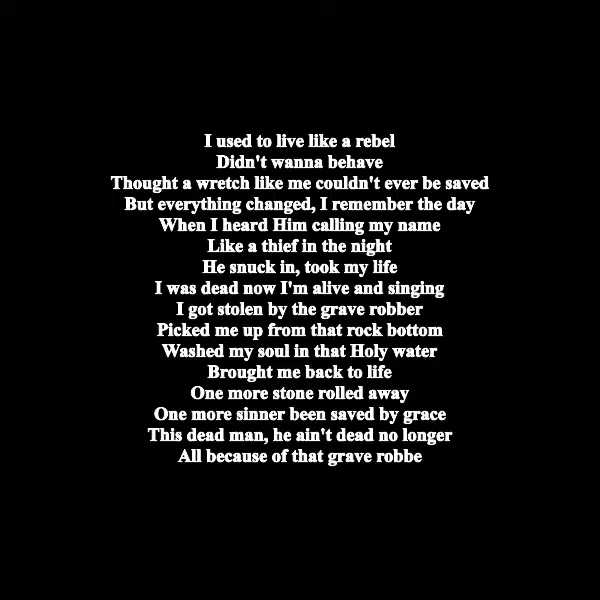 I used to live like a rebel
Didn't wanna behave
Thought a wretch like me couldn't ever be saved
But everything changed, I remember the day
When I heard Him calling my name
Like a thief in the night
He snuck in, took my life
I was dead now I'm alive and singing
I got stolen by the grave robber
Picked me up from that rock bottom
Washed my soul in that Holy water
Brought me back to life
One more stone rolled away
One more sinner been saved by grace
This dead man, he ain't dead no longer
All because of that grave robbe